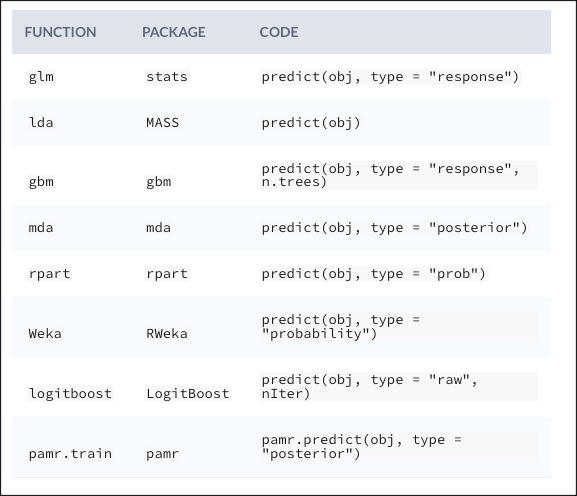 FUNCTION PACKAGE CODE
glm stats predict(obj, type = "response")
lda MASS predict(obj)
gbm gbm predict(obj, type = "response",
n.trees)
mda mda predict(obj, type = "posterior")
rpart rpart predict(obj, type = "prob")
Weka RWeka predict(obj, type =
"probability")
logitboost LogitBoost predict(obj, type = "raw",
nIter)
pamr.train pamr pamr.predict(obj, type =
"posterior")